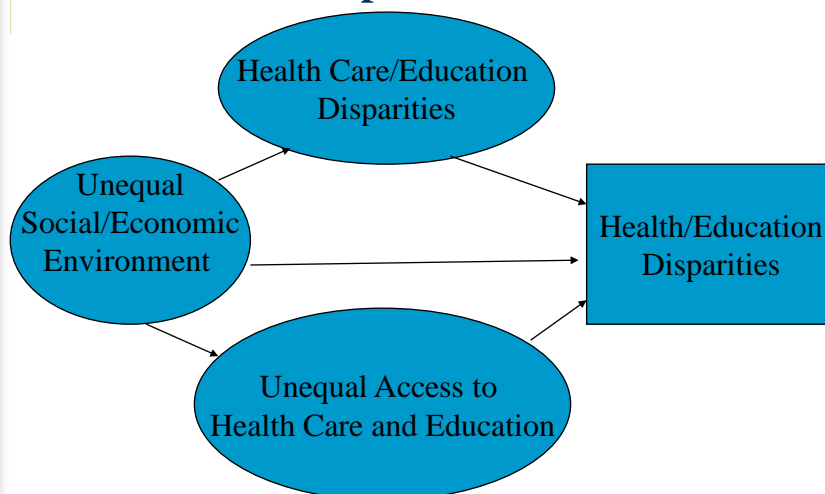 Health Care/Education
Disparities
Unequal
Social/Economic
Environment
Health/Education
Disparities
Unequal Access to
Health Care and Education